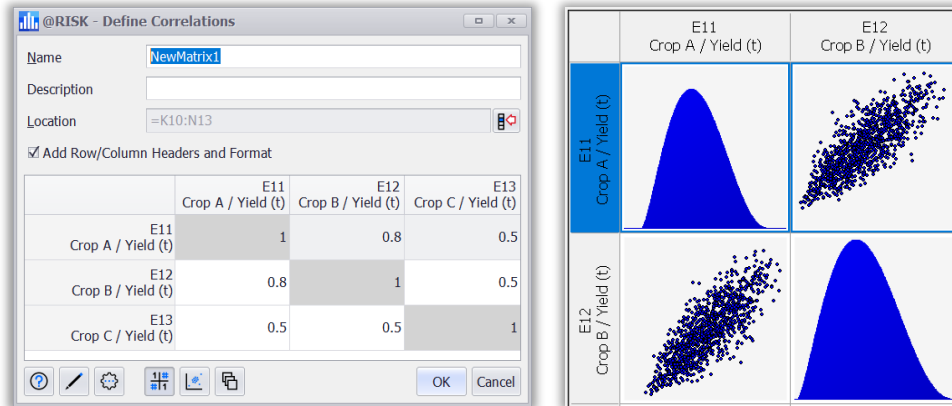 @RISK - Define Correlations
Name
NewMatrix1
Description
Location
=K10:N13
Add Row/Column Headers and Format
E11 E12 E13
Crop A / Yield (t) Crop B / Yield (t) Crop C / Yield (t)
E11
Crop A / Yield (t)
1 0.8 0.5
E12
Crop B / Yield (t)
0.8 1 0.5
E13
Crop C / Yield (t)
0.5 0.5 1
OK Cancel
E11 E12
Crop A / Yield (t) Crop B / Yield (t)
E11
Crop A / Yield (t)
E12
Crop B / Yield (t)